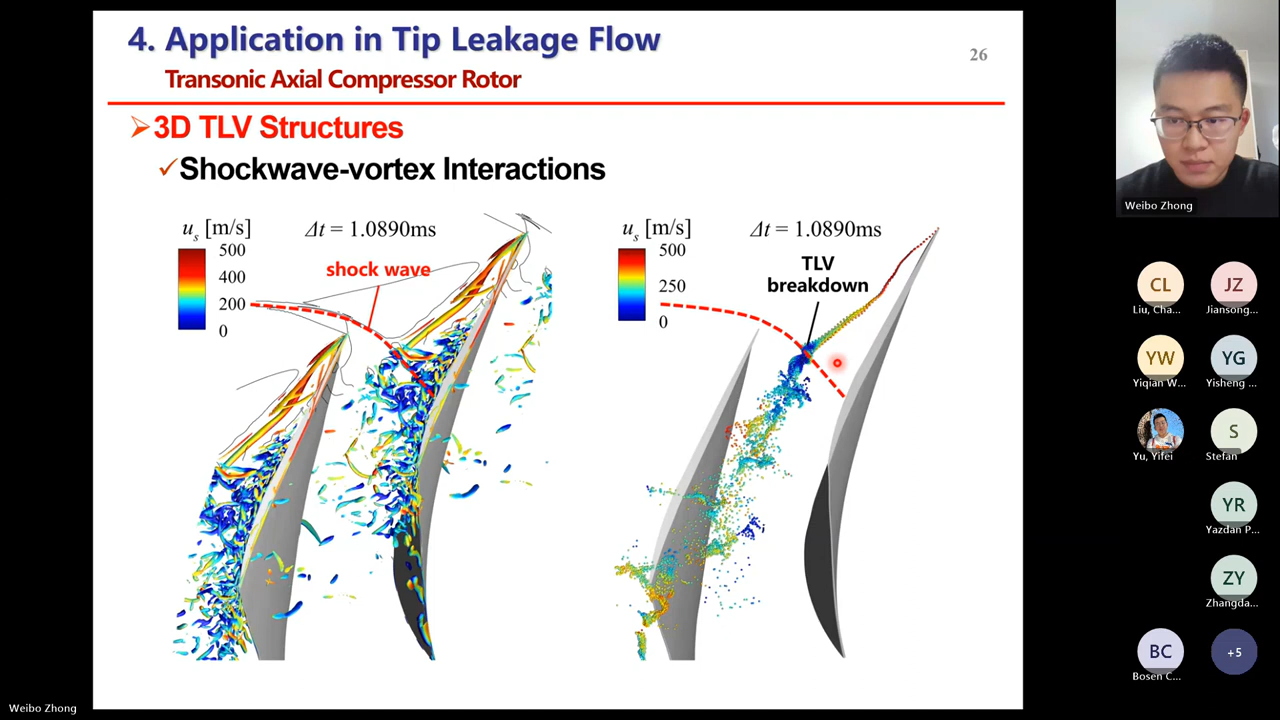 4. Application in Tip Leakage Flow
26
Transonic Axial Compressor Rotor
3D TLV Structures
Shockwave-vortex Interactions
us [m/s]
500
400
200
0
Δt = 1.0890ms
shock wave
us [m/s]
500
250
0
Δt = 1.0890ms
TLV
breakdown
Weibo Zhong
CL
Liu, Cha...
JZ
Jiansong...
YW
Yiqian W...
YG
Yisheng ...
Yu, Yifei
S
Stefan
YR
Yazdan P...
ZY
Zhangda...
BC
Bosen C...
+5
Weibo Zhong